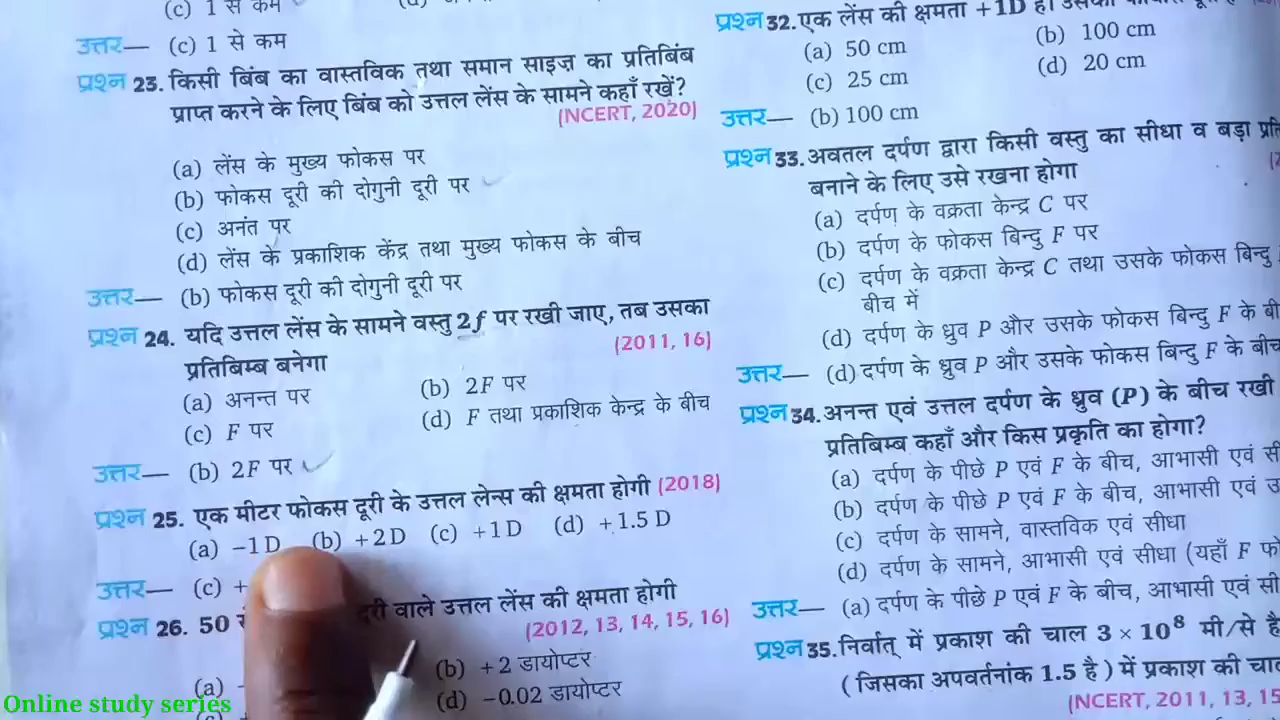 (c) 1 से कम
उत्तर— (c) 1 से कम
प्रश्न 23. किसी बिंब का वास्तविक तथा समान साइज़ का प्रतिबिंब
प्राप्त करने के लिए बिंब को उत्तल लेंस के सामने कहाँ रखें?
(NCERT, 2020)
(a) लेंस के मुख्य फोकस पर
(b) फोकस दूरी की दोगुनी दूरी पर
(c) अनंत पर
(d) लेंस के प्रकाशिक केंद्र तथा मुख्य फोकस के बीच
उत्तर— (b) फोकस दूरी की दोगुनी दूरी पर
प्रश्न 24. यदि उत्तल लेंस के सामने वस्तु 2f पर रखी जाए, तब उसका
प्रतिबिम्ब बनेगा (2011, 16)
(a) अनन्त पर (b) 2F पर
(c) F पर (d) F तथा प्रकाशिक केन्द्र के बीच
उत्तर— (b) 2F पर
प्रश्न 25. एक मीटर फोकस दूरी के उत्तल लेन्स की क्षमता होगी (2018)
(a) −1 D (b) +2 D (c) +1 D (d) +1.5 D
उत्तर— (c) +
प्रश्न 26. 50 दूरी वाले उत्तल लेंस की क्षमता होगी
(2012, 13, 14, 15, 16)
(a) (b) +2 डायोप्टर
(d) −0.02 डायोप्टर
प्रश्न 32. एक लेंस की क्षमता +1D
(a) 50 cm (b) 100 cm
(c) 25 cm (d) 20 cm
उत्तर— (b) 100 cm
प्रश्न 33. अवतल दर्पण द्वारा किसी वस्तु का सीधा व बड़ा
बनाने के लिए उसे रखना होगा
(a) दर्पण के वक्रता केन्द्र C पर
(b) दर्पण के फोकस बिन्दु F पर
(c) दर्पण के वक्रता केन्द्र C तथा उसके फोकस बिन्दु
बीच में
(d) दर्पण के ध्रुव P और उसके फोकस बिन्दु F के
उत्तर— (d) दर्पण के ध्रुव P और उसके फोकस बिन्दु F के बीच
प्रश्न 34. अनन्त एवं उत्तल दर्पण के ध्रुव (P) के बीच रखी
प्रतिबिम्ब कहाँ और किस प्रकृति का होगा?
(a) दर्पण के पीछे P एवं F के बीच, आभासी एवं
(b) दर्पण के पीछे P एवं F के बीच, आभासी एवं
(c) दर्पण के सामने, वास्तविक एवं सीधा
(d) दर्पण के सामने, आभासी एवं सीधा (यहाँ F
उत्तर— (a) दर्पण के पीछे P एवं F के बीच, आभासी एवं
प्रश्न 35. निर्वात् में प्रकाश की चाल 3 × 10⁸ मी/से
(जिसका अपवर्तनांक 1.5 है) में प्रकाश की
(NCERT, 2011, 13, 15
Online study series